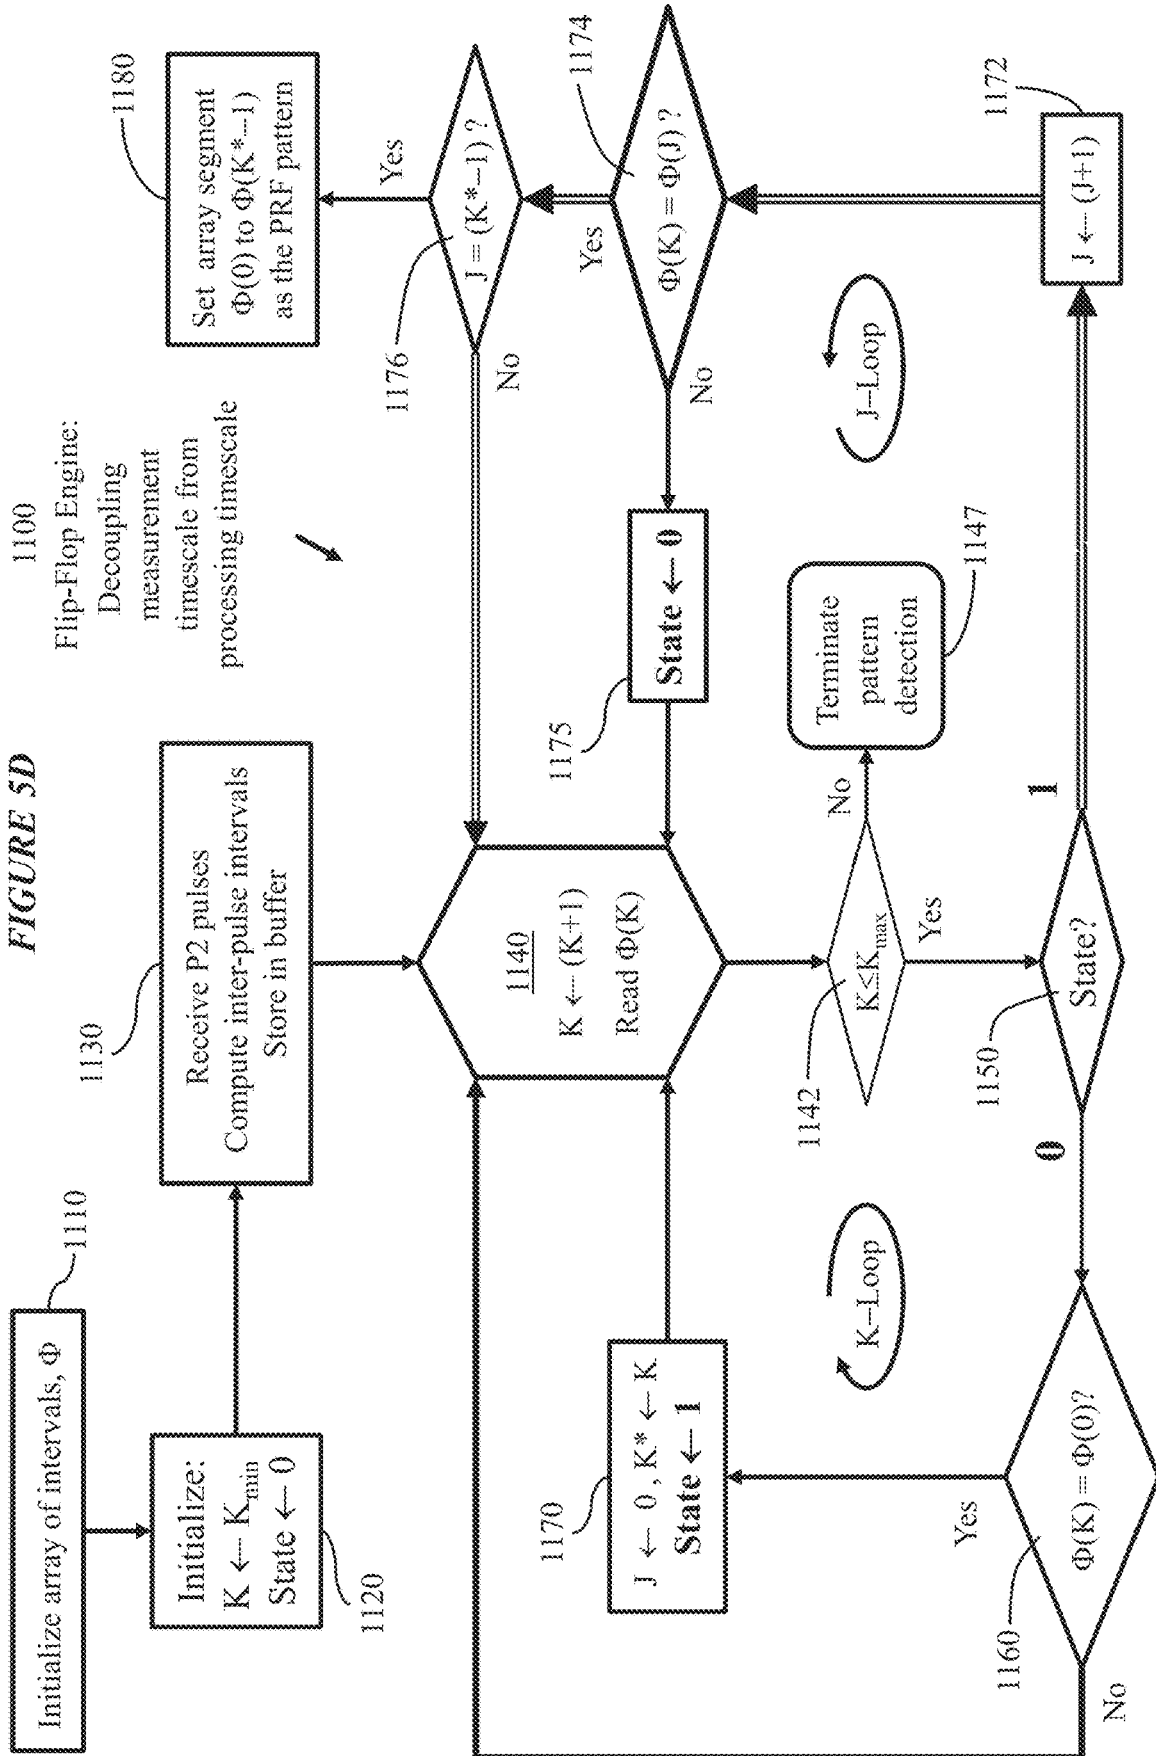 FIGURE 5D
1100
Flip-Flop Engine:
Decoupling
measurement
timescale from
processing timescale
Initialize array of intervals, Φ
1110
Initialize:
K ← Kmin
State ← 0
1120
1130
Receive P2 pulses
Compute inter-pulse intervals
Store in buffer
1180
Set array segment
Φ(0) to Φ(K*−1)
as the PRF pattern
Yes
1176
J = (K*−1) ?
No
1140
K ← (K+1)
Read Φ(K)
1170
J ← 0 , K* ← K
State ← 1
1175
State ← 0
1174
Φ(K) = Φ(J) ?
Yes
No
K–Loop
1142
K≤Kmax
No
Yes
Terminate
pattern
detection
1147
J–Loop
1160
Φ(K) = Φ(0)?
Yes
No
0
1150
State?
1
J ← (J+1)
1172